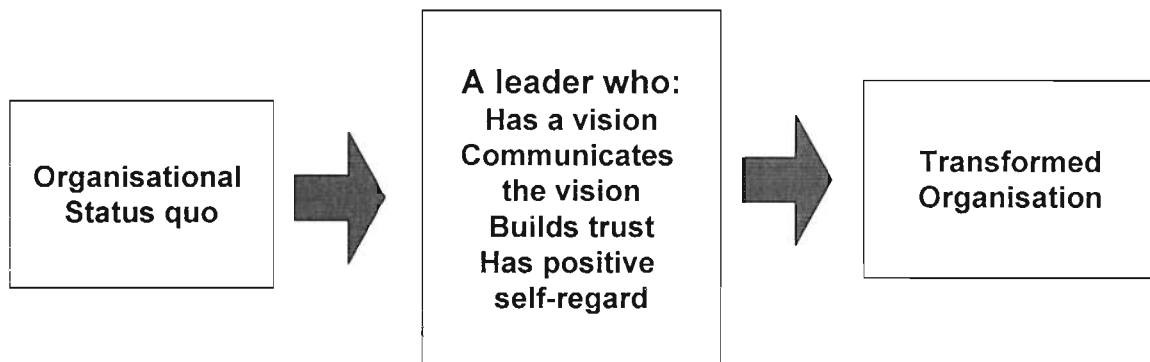 Organisational
Status quo
A leader who:
Has a vision
Communicates
the vision
Builds trust
Has positive
self-regard
Transformed
Organisation